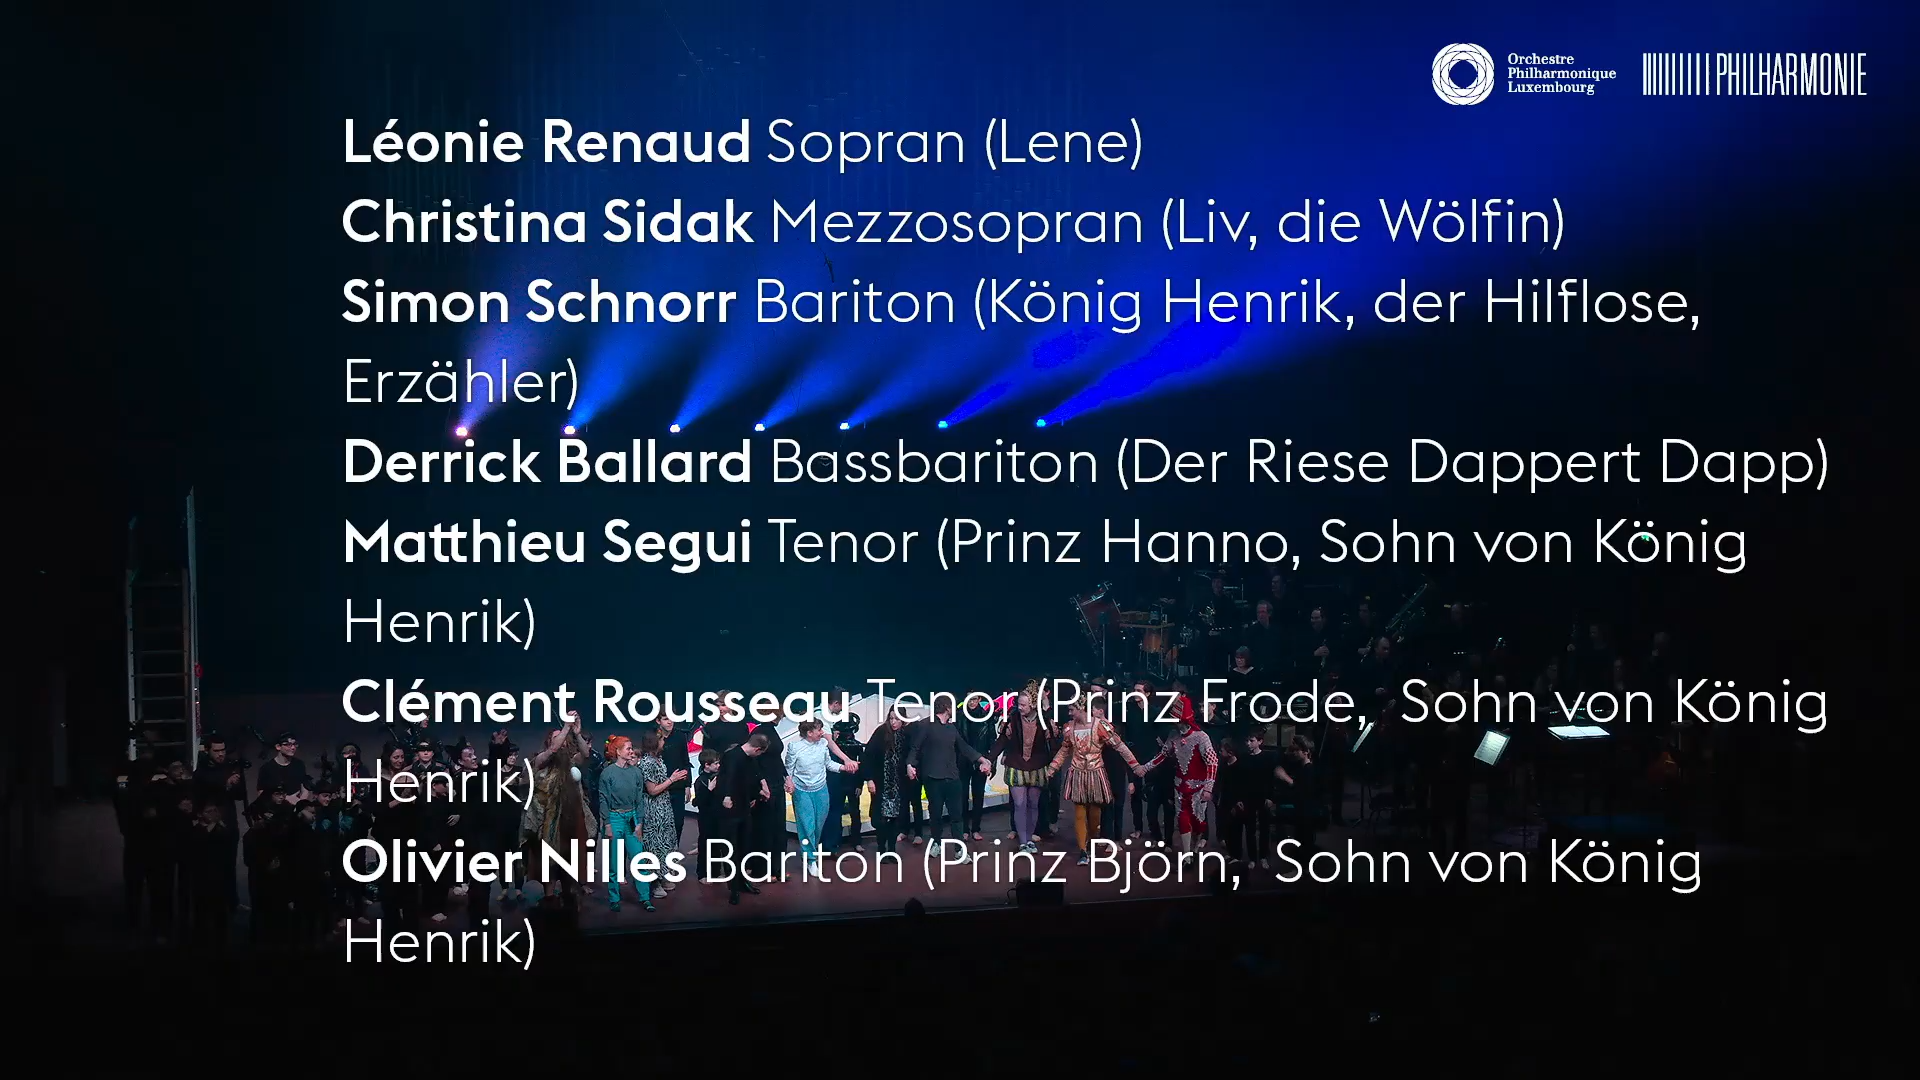 Orchestre
Philharmonique
Luxembourg
PHILHARMONIE
Léonie Renaud Sopran (Lene)
Christina Sidak Mezzosopran (Liv, die Wölfin)
Simon Schnorr Bariton (König Henrik, der Hilflose,
Erzähler)
Derrick Ballard Bassbariton (Der Riese Dappert Dapp)
Matthieu Segui Tenor (Prinz Hanno, Sohn von König
Henrik)
Clément Rousseau Tenor (Prinz Frode,  Sohn von König
Henrik)
Olivier Nilles Bariton (Prinz Björn,  Sohn von König
Henrik)